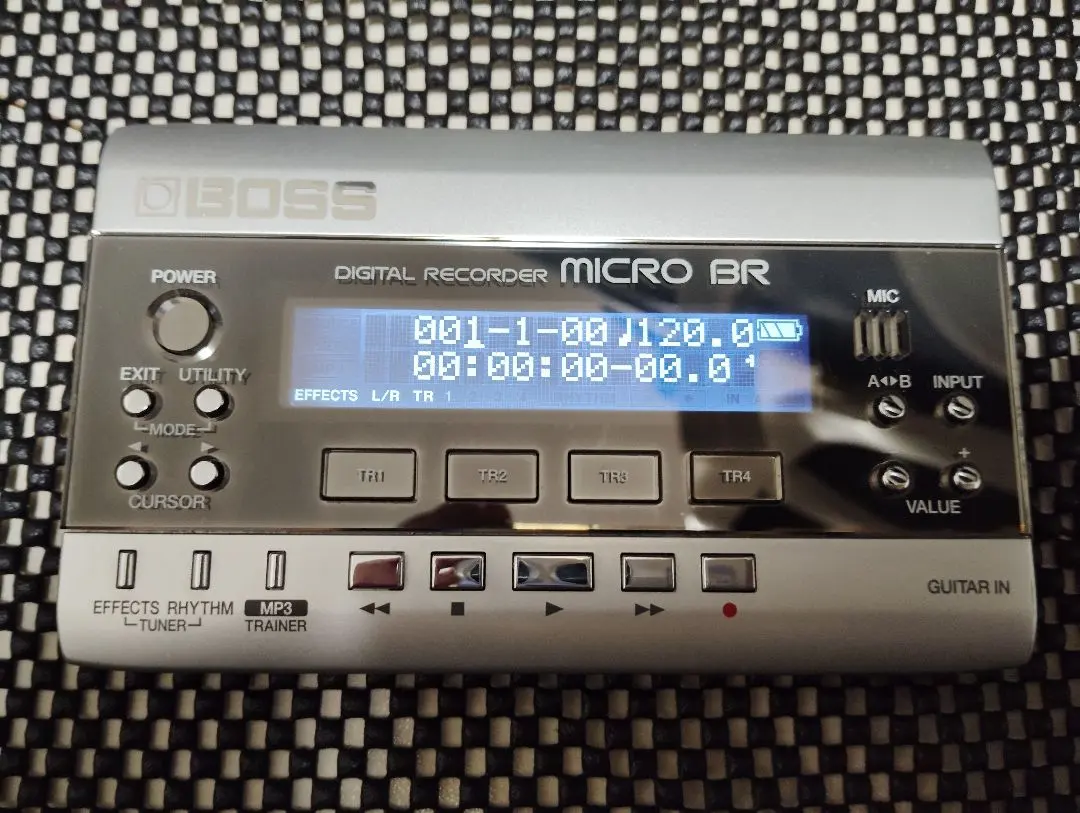 BOSS
DIGITAL RECORDER MICRO BR
POWER
MIC
001-1-00♩120.0
00:00:00-00.0
EXIT UTILITY
MODE
A◂▸B INPUT
EFFECTS L/R TR 1
IN
◀ ▶
CURSOR
TR1 TR2 TR3 TR4
+
VALUE
EFFECTS RHYTHM
TUNER
MP3
TRAINER
◀◀ ■ ▶ ▶▶ ●
GUITAR IN